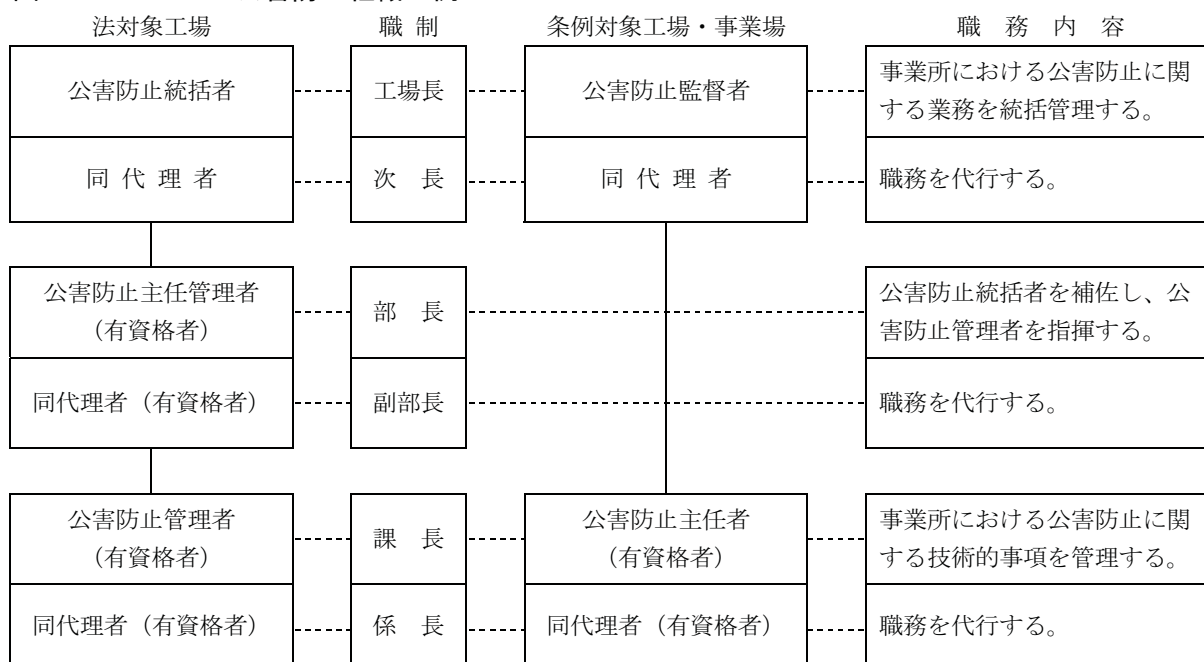 法対象工場 職 制 条例対象工場・事業場 職 務 内 容
公害防止統括者 工場長 公害防止監督者 事業所における公害防止に関
する業務を統括管理する。
同 代 理 者 次 長 同 代 理 者 職務を代行する。
公害防止主任管理者
（有資格者） 部 長 公害防止統括者を補佐し、公
害防止管理者を指揮する。
同代理者（有資格者） 副部長 職務を代行する。
公害防止管理者
（有資格者） 課 長 公害防止主任者
（有資格者） 事業所における公害防止に関
する技術的事項を管理する。
同代理者（有資格者） 係 長 同代理者（有資格者） 職務を代行する。